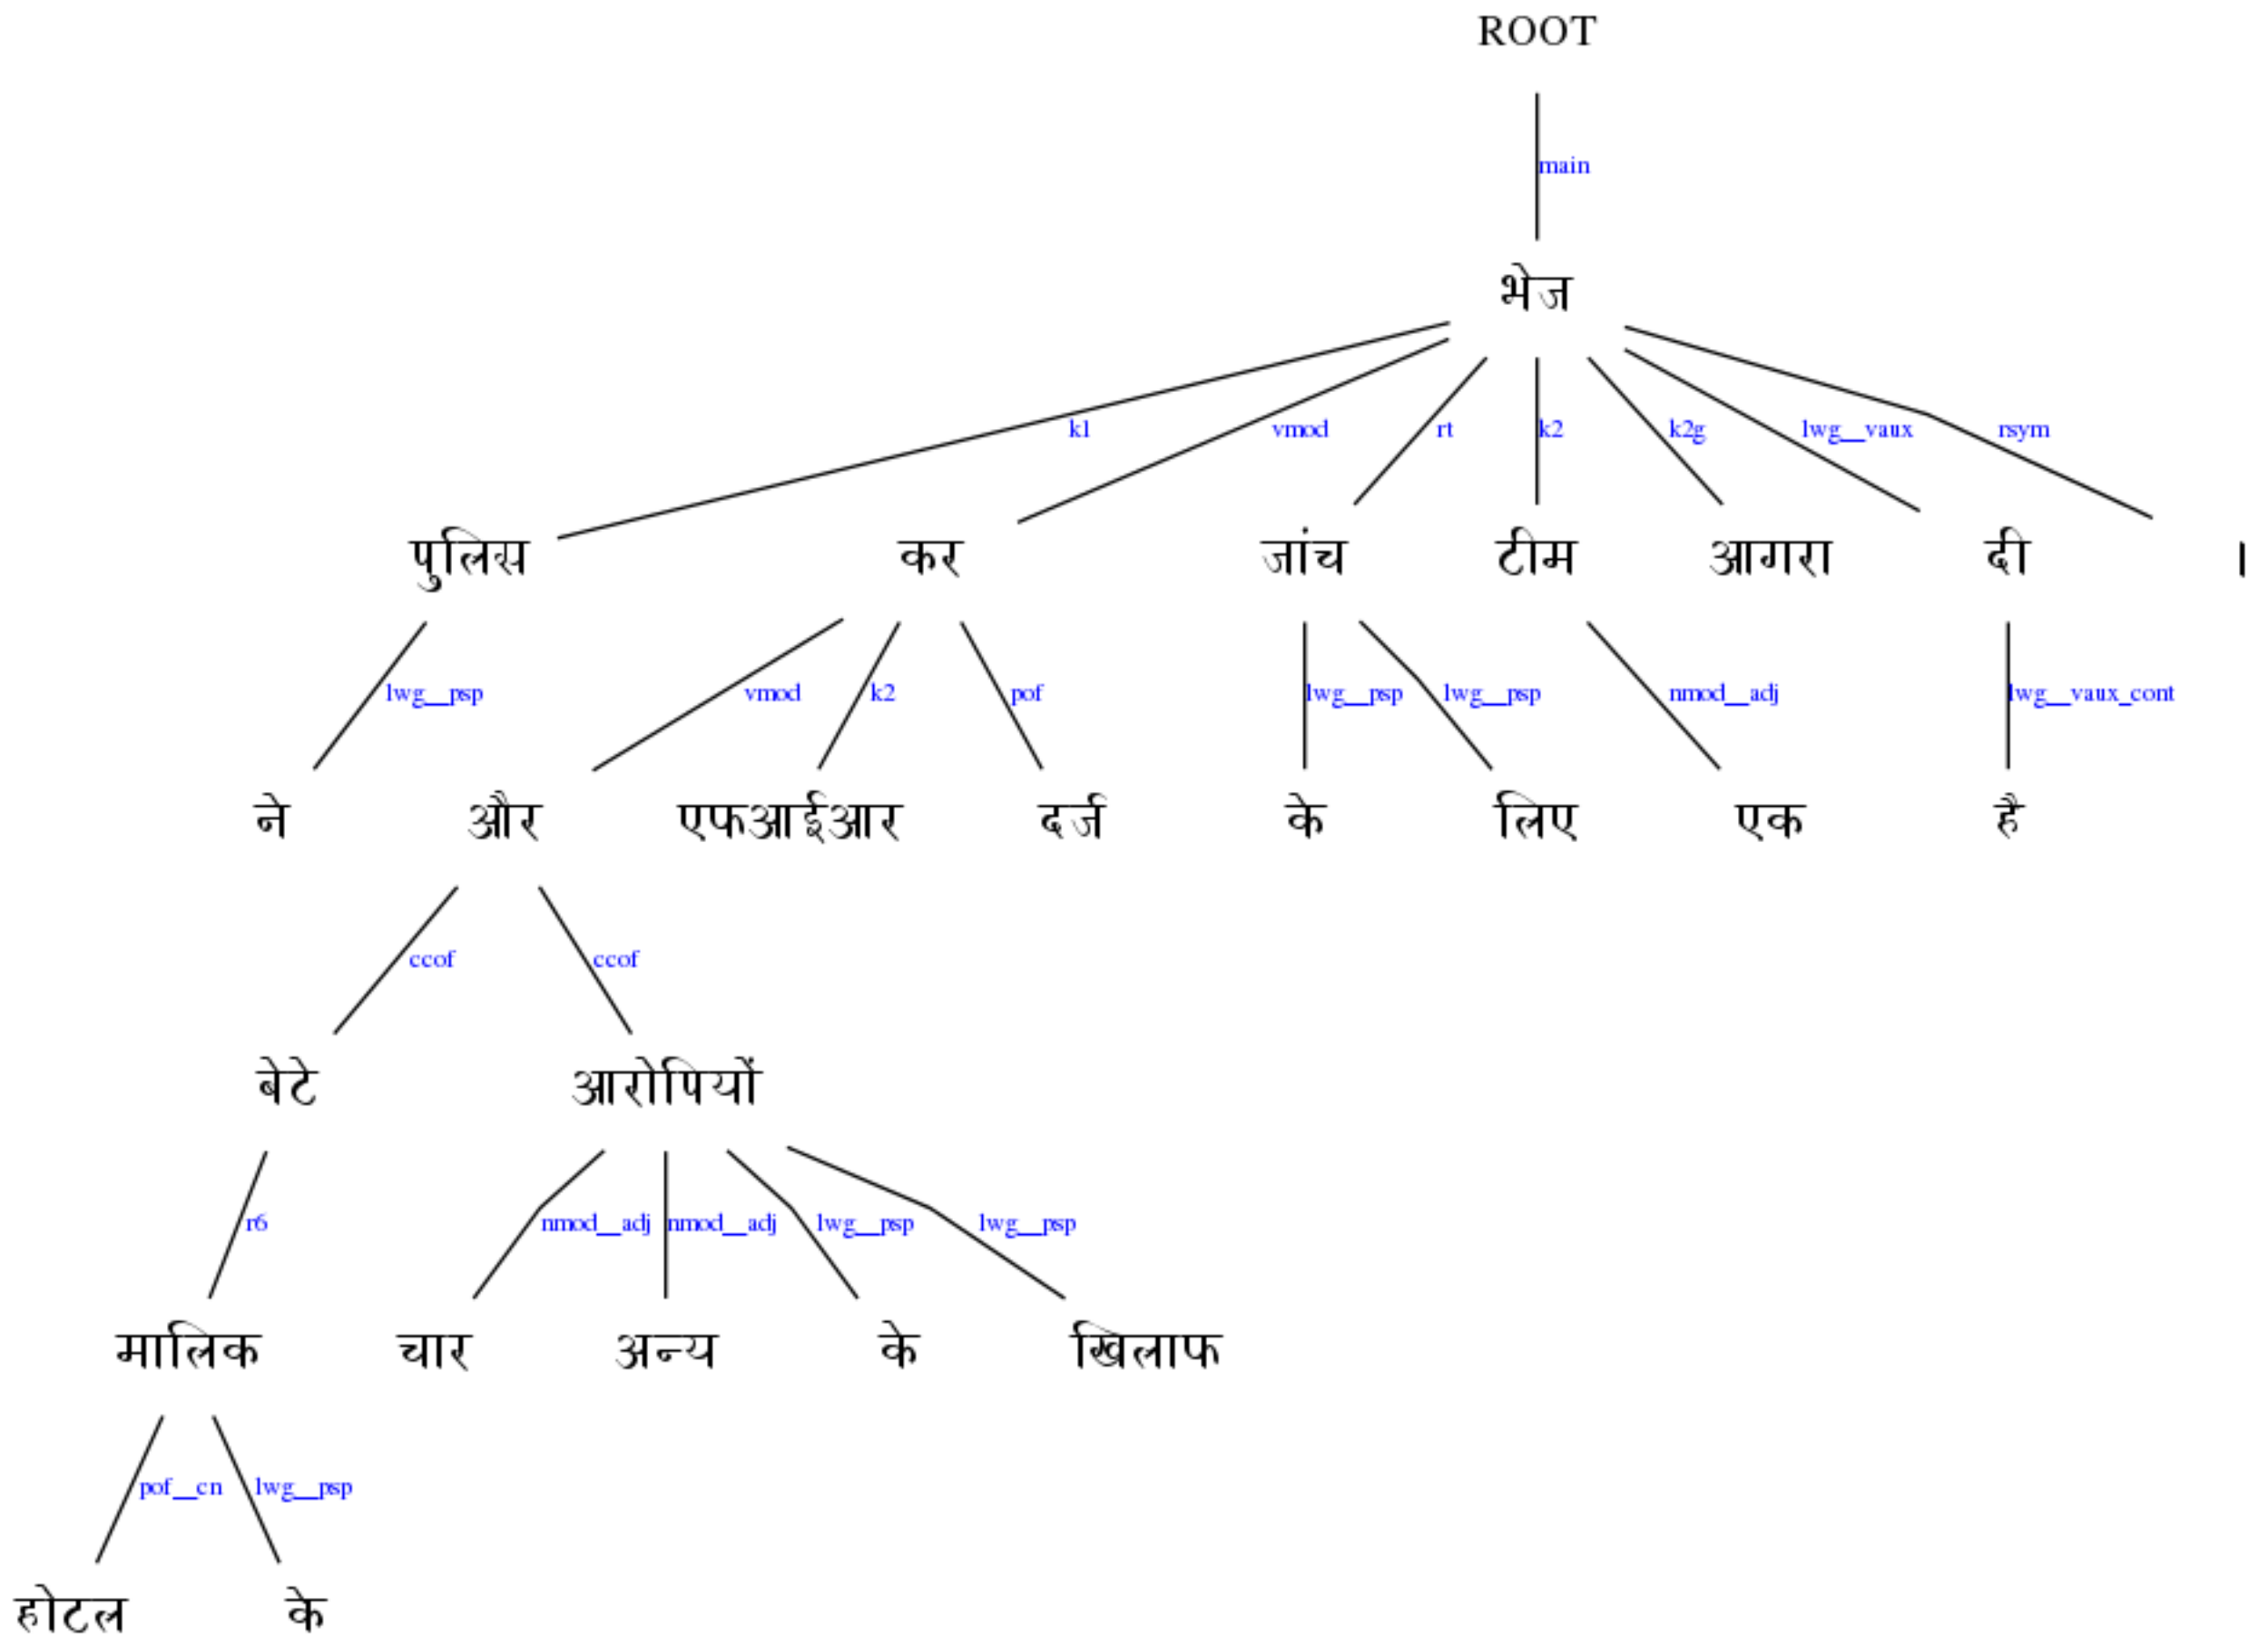 ROOT
main
भेज
k1 vmod rt k2 k2g lwg__vaux rsym
पुलिस कर जांच टीम आगरा दी ।
lwg__psp vmod k2 pof lwg__psp lwg__psp nmod__adj lwg__vaux_cont
ने और एफआईआर दर्ज के लिए एक है
ccof ccof
बेटे आरोपियों
r6 nmod__adj nmod__adj lwg__psp lwg__psp
मालिक चार अन्य के खिलाफ
pof__cn lwg__psp
होटल के